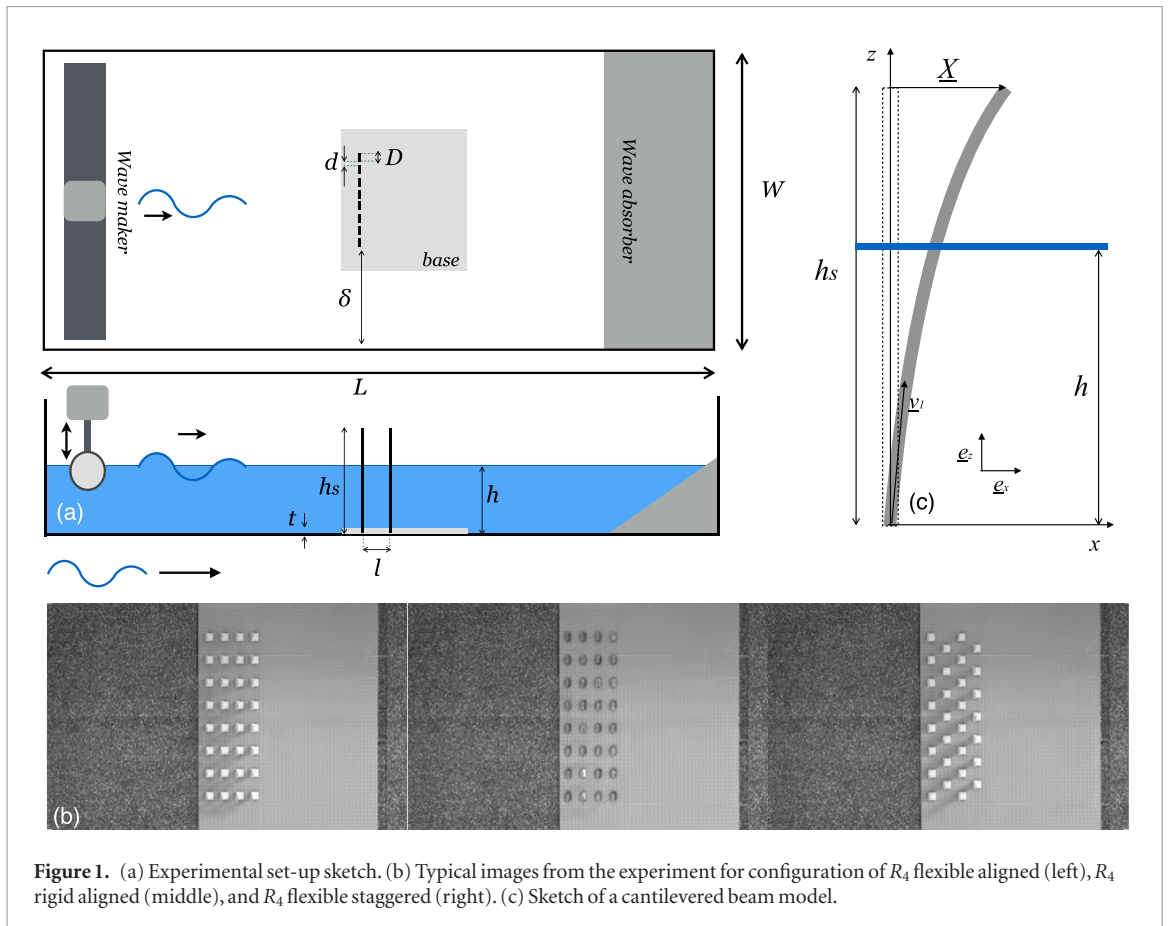 Wave maker
d
D
base
δ
Wave absorber
W
L
hs
h
t
l
(a)
z
X
hs
h
v1
ez
ex
(c)
x
(b)
Figure 1. (a) Experimental set-up sketch. (b) Typical images from the experiment for configuration of R4 flexible aligned (left), R4
rigid aligned (middle), and R4 flexible staggered (right). (c) Sketch of a cantilevered beam model.